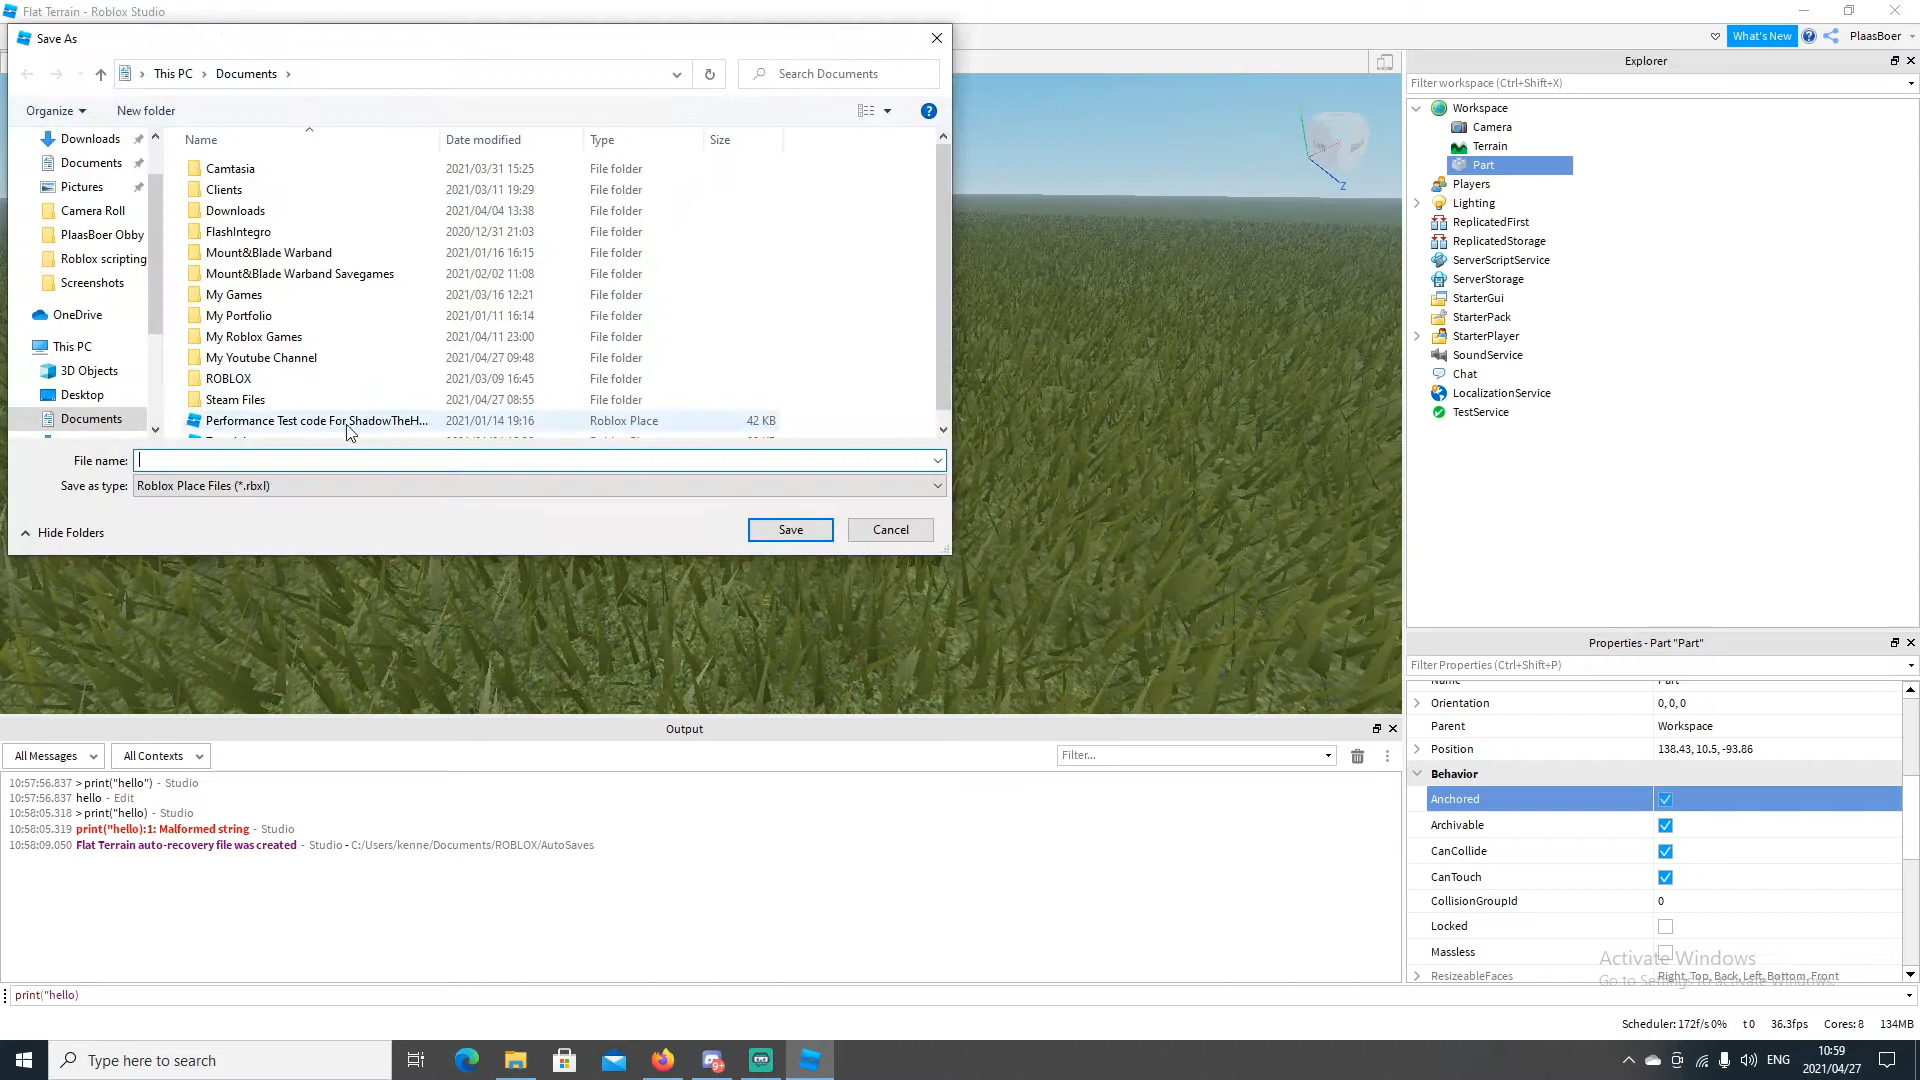 Flat Terrain - Roblox Studio
Save As
What's New
PlaasBoer
This PC
Documents
Search Documents
Explorer
Filter workspace (Ctrl+Shift+X)
Organize
New folder
Name
Date modified
Type
Size
Downloads
Documents
Pictures
Camera Roll
PlaasBoer Obby
Roblox scripting
Screenshots
OneDrive
This PC
3D Objects
Desktop
Documents
Camtasia 2021/03/31 15:25 File folder
Clients 2021/03/11 19:29 File folder
Downloads 2021/04/04 13:38 File folder
FlashIntegro 2020/12/31 21:03 File folder
Mount&Blade Warband 2021/01/16 16:15 File folder
Mount&Blade Warband Savegames 2021/02/02 11:08 File folder
My Games 2021/03/16 12:21 File folder
My Portfolio 2021/01/11 16:14 File folder
My Roblox Games 2021/04/11 23:00 File folder
My Youtube Channel 2021/04/27 09:48 File folder
ROBLOX 2021/03/09 16:45 File folder
Steam Files 2021/04/27 08:55 File folder
Performance Test code For ShadowTheH... 2021/01/14 19:16 Roblox Place 42 KB
File name:
Save as type: Roblox Place Files (*.rbxl)
Hide Folders
Save
Cancel
Z
Workspace
Camera
Terrain
Part
Players
Lighting
ReplicatedFirst
ReplicatedStorage
ServerScriptService
ServerStorage
StarterGui
StarterPack
StarterPlayer
SoundService
Chat
LocalizationService
TestService
Properties - Part "Part"
Filter Properties (Ctrl+Shift+P)
Name Part
Orientation 0, 0, 0
Parent Workspace
Position 138.43, 10.5, -93.86
Behavior
Anchored
Archivable
CanCollide
CanTouch
CollisionGroupId 0
Locked
Massless
ResizeableFaces Right, Top, Back, Left, Bottom, Front
Activate Windows
Go to Settings to activate Windows.
Output
All Messages
All Contexts
Filter...
10:57:56.837 > print("hello") - Studio
10:57:56.837 hello - Edit
10:58:05.318 > print("hello) - Studio
10:58:05.319 print("hello):1: Malformed string - Studio
10:58:09.050 Flat Terrain auto-recovery file was created - Studio - C:/Users/kenne/Documents/ROBLOX/AutoSaves
print("hello)
Scheduler: 172f/s 0% t 0 36.3fps Cores: 8 134MB
Type here to search
9+
ENG
10:59
2021/04/27